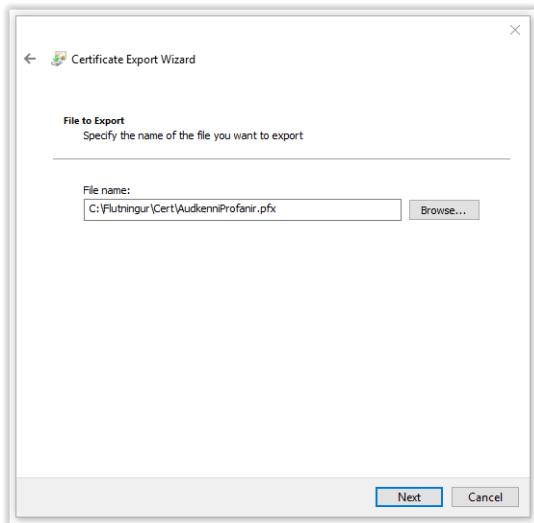 Certificate Export Wizard
File to Export
Specify the name of the file you want to export
File name:
C:\Flutningur\Cert\AudkenniProfanir.pfx
Browse...
Next
Cancel